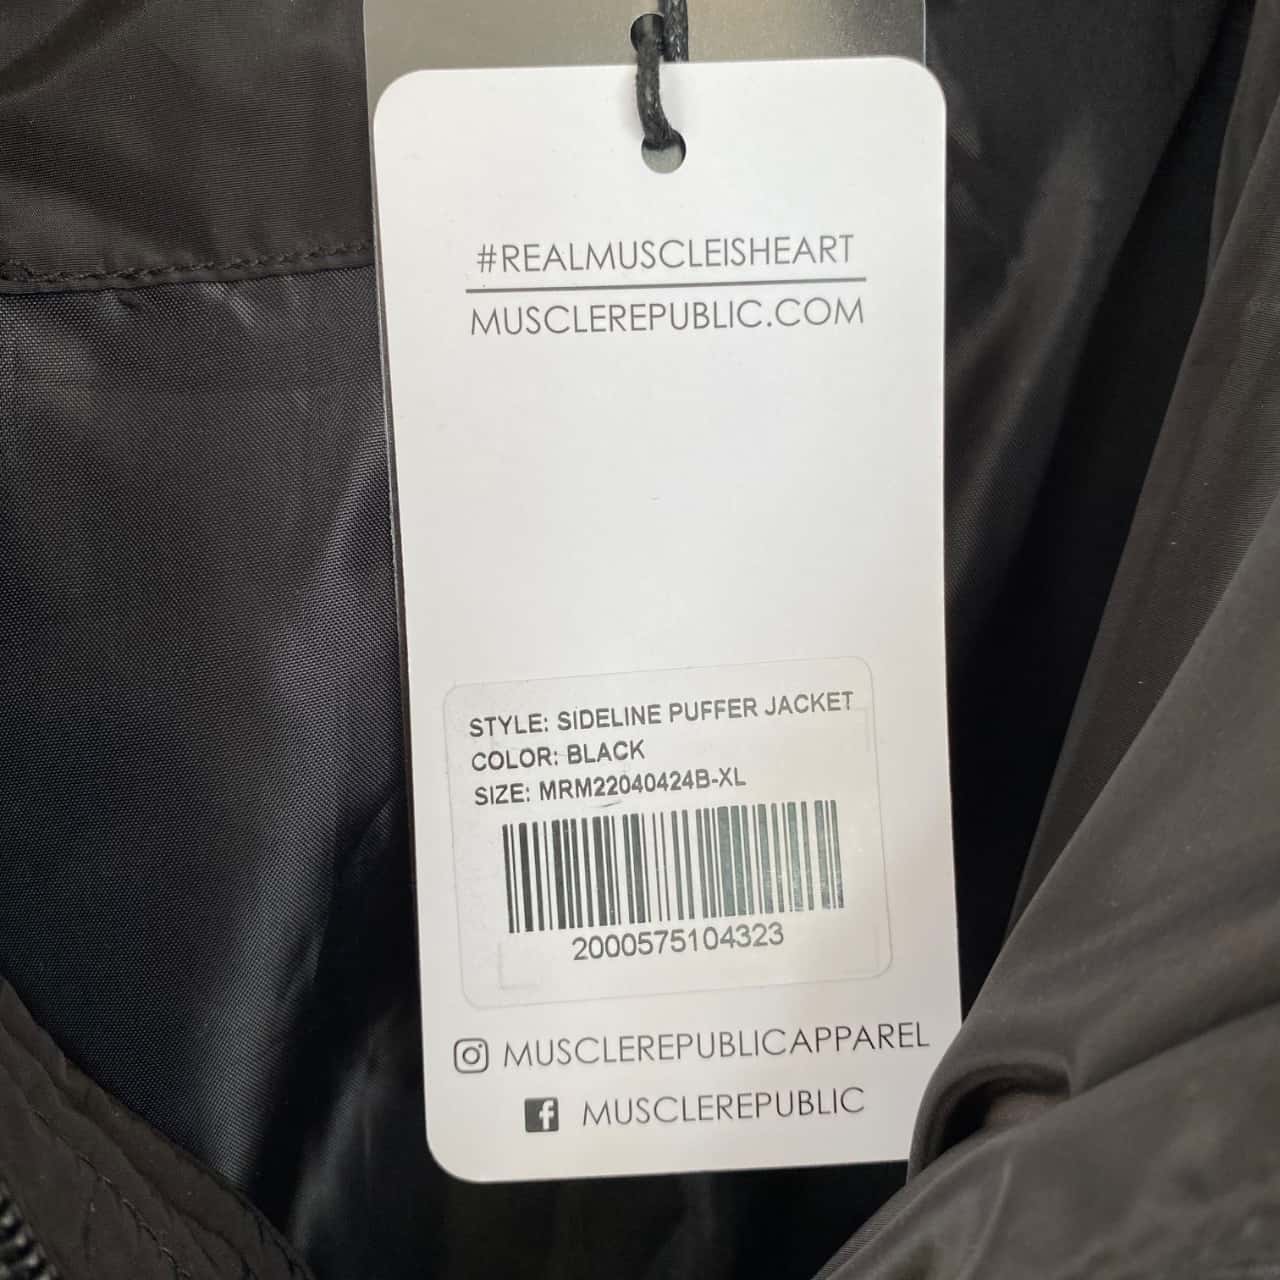 #REALMUSCLEISHEART
MUSCLEREPUBLIC.COM
STYLE: SIDELINE PUFFER JACKET
COLOR: BLACK
SIZE: MRM22040424B-XL
2000575104323
MUSCLEREPUBLICAPPAREL
MUSCLEREPUBLIC